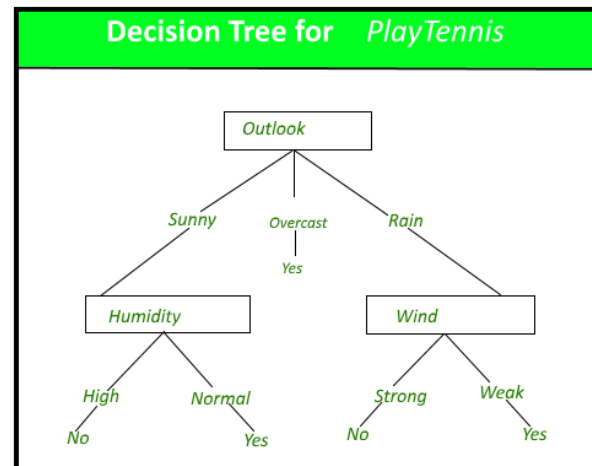 Decision Tree for PlayTennis
Outlook
Sunny Overcast Rain
Yes
Humidity Wind
High Normal Strong Weak
No Yes No Yes